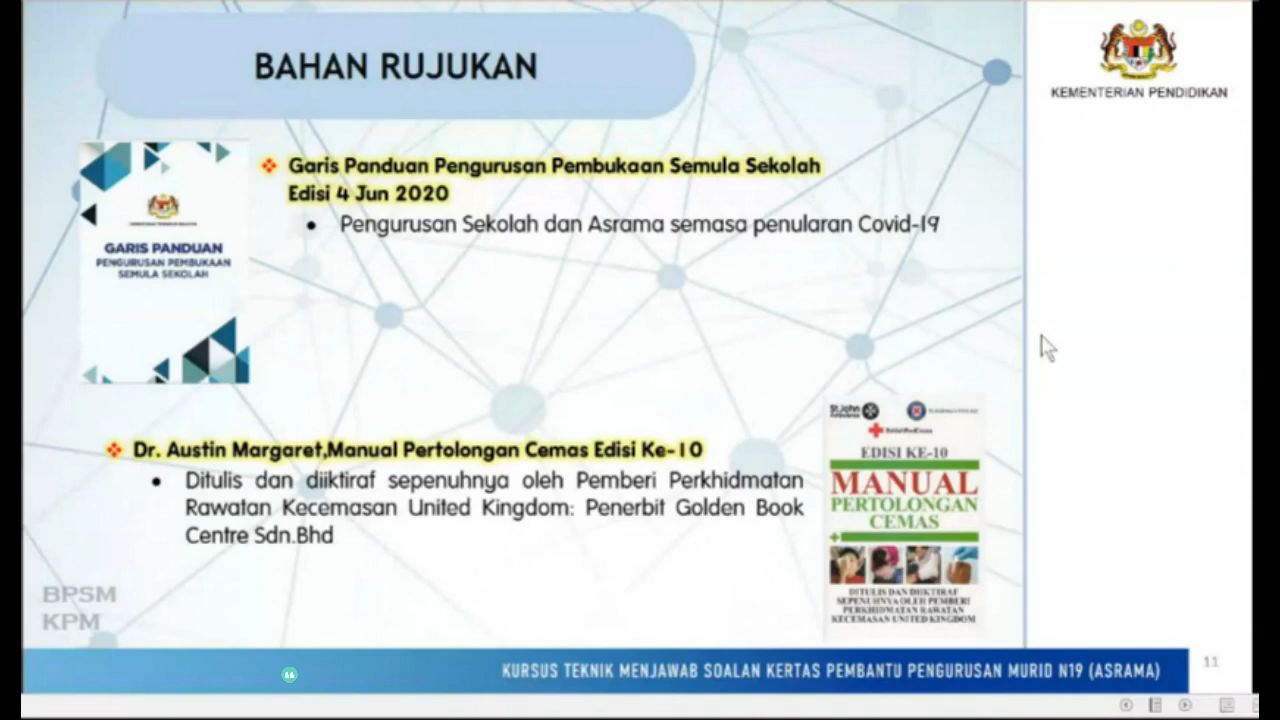 BAHAN RUJUKAN
KEMENTERIAN PENDIDIKAN
Garis Panduan Pengurusan Pembukaan Semula Sekolah
Edisi 4 Jun 2020
Pengurusan Sekolah dan Asrama semasa penularan Covid-19
GARIS PANDUAN
PENGURUSAN PEMBUKAAN
SEMULA SEKOLAH
Dr. Austin Margaret,Manual Pertolongan Cemas Edisi Ke-10
Ditulis dan diiktiraf sepenuhnya oleh Pemberi Perkhidmatan
Rawatan Kecemasan United Kingdom: Penerbit Golden Book
Centre Sdn.Bhd
St John
Ambulance
EDISI KE-10
MANUAL
PERTOLONGAN
CEMAS
DITULIS DAN DIIKTIRAF
SEPENUHNYA OLEH PEMBERI
PERKHIDMATAN RAWATAN
KECEMASAN UNITED KINGDOM
BPSM
KPM
KURSUS TEKNIK MENJAWAB SOALAN KERTAS PEMBANTU PENGURUSAN MURID N19 (ASRAMA)
11